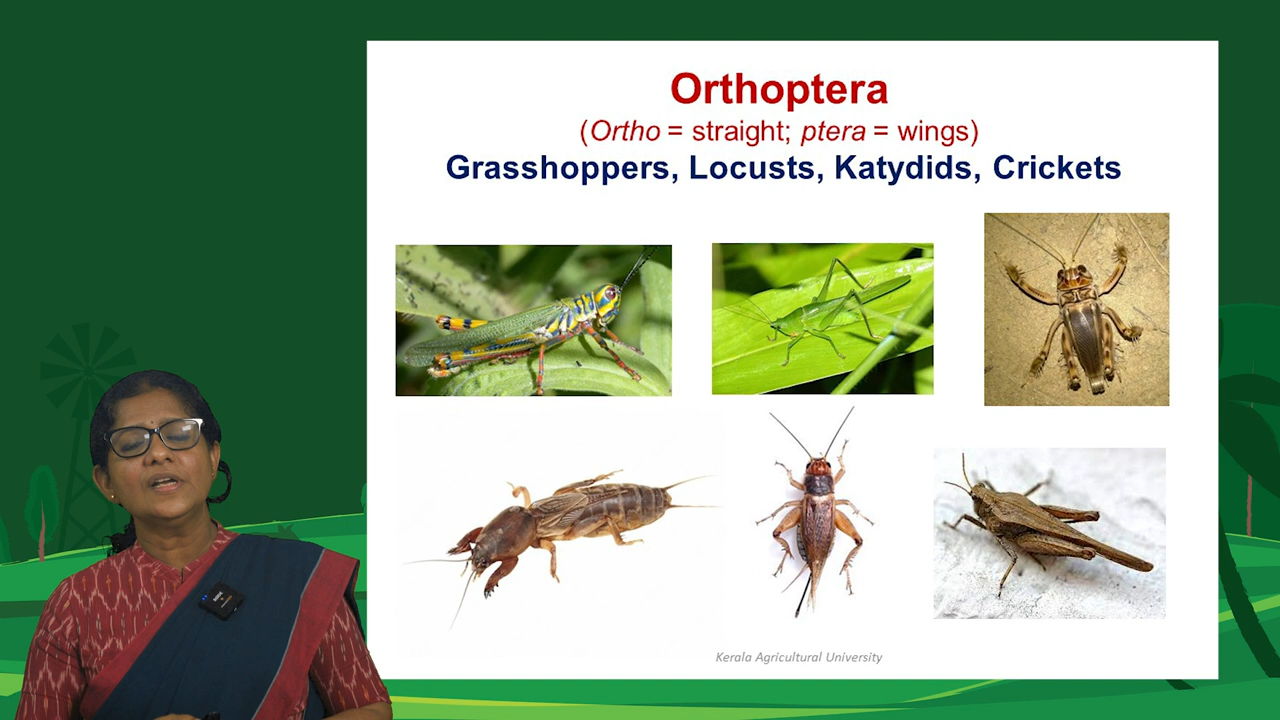 Orthoptera
(Ortho = straight; ptera = wings)
Grasshoppers, Locusts, Katydids, Crickets
Kerala Agricultural University